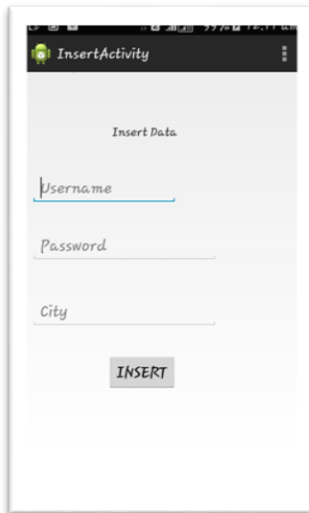 InsertActivity
Insert Data
Username
Password
City
INSERT